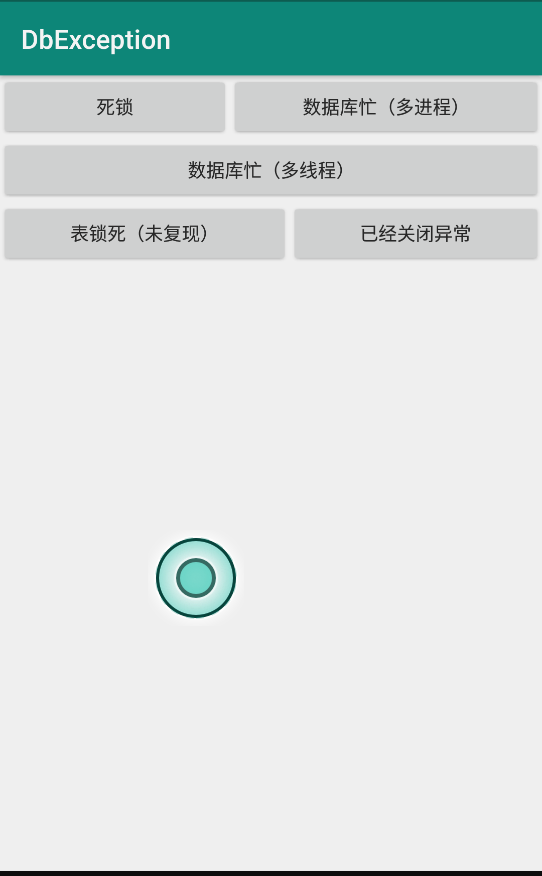 DbException
死锁
数据库忙（多进程）
数据库忙（多线程）
表锁死（未复现）
已经关闭异常